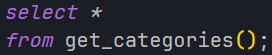 select *
from get_categories();